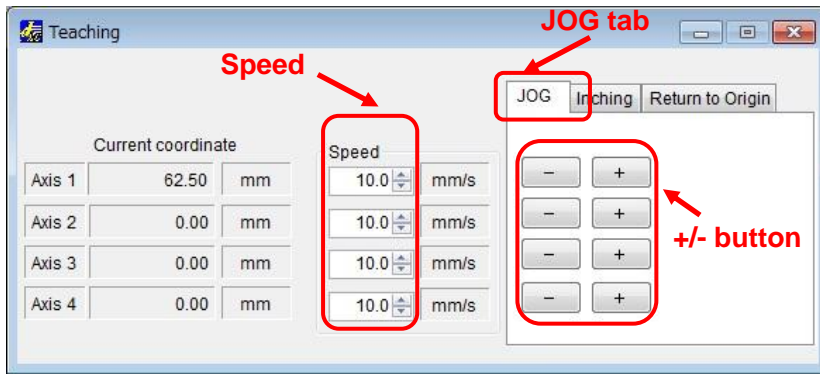 Teaching
JOG tab
Speed
JOG Inching Return to Origin
Current coordinate Speed
Axis 1 62.50 mm 10.0 mm/s - +
Axis 2 0.00 mm 10.0 mm/s - +
+/- button
Axis 3 0.00 mm 10.0 mm/s - +
Axis 4 0.00 mm 10.0 mm/s - +